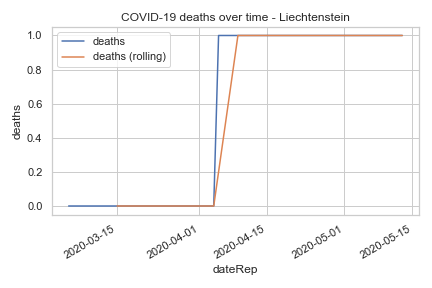 COVID-19 deaths over time - Liechtenstein
deaths
deaths (rolling)
1.0
0.8
0.6
0.4
0.2
0.0
deaths
2020-03-15
2020-04-01
2020-04-15
2020-05-01
2020-05-15
dateRep